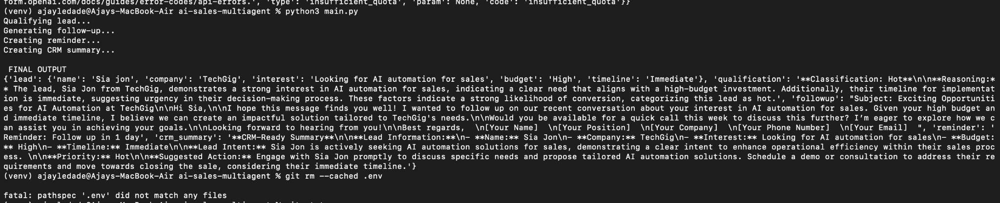 form.openai.com/docs/guides/error-codes/api-errors.', 'type': 'insufficient_quota', 'param': None, 'code': 'insufficient_quota'}}
(venv) ajayledade@Ajays-MacBook-Air ai-sales-multiagent % python3 main.py
Qualifying lead...
Generating follow-up...
Creating reminder...
Creating CRM summary...
FINAL OUTPUT
{'lead': {'name': 'Sia jon', 'company': 'TechGig', 'interest': 'Looking for AI automation for sales', 'budget': 'High', 'timeline': 'Immediate'}, 'qualification': '**Classification: Hot**\n\n**Reasoning:*
* The lead, Sia Jon from TechGig, demonstrates a strong interest in AI automation for sales, indicating a clear need that aligns with a high-budget investment. Additionally, their timeline for implementat
ion is immediate, suggesting urgency in their decision-making process. These factors indicate a strong likelihood of conversion, categorizing this lead as hot.', 'followup': "Subject: Exciting Opportuniti
es for AI Automation at TechGig\n\nHi Sia,\n\nI hope this message finds you well! I wanted to follow up on our recent conversation about your interest in AI automation for sales. Given your high budget an
d immediate timeline, I believe we can create an impactful solution tailored to TechGig's needs.\n\nWould you be available for a quick call this week to discuss this further? I’m eager to explore how we c
an assist you in achieving your goals.\n\nLooking forward to hearing from you!\n\nBest regards,  \n[Your Name]  \n[Your Position]  \n[Your Company]  \n[Your Phone Number]  \n[Your Email]  ", 'reminder': '
Reminder: Follow up in 1 day', 'crm_summary': '**CRM-Ready Summary**\n\n**Lead Information:**\n- **Name:** Sia Jon\n- **Company:** TechGig\n- **Interest:** Looking for AI automation for sales\n- **Budget:
** High\n- **Timeline:** Immediate\n\n**Lead Intent:** Sia Jon is actively seeking AI automation solutions for sales, demonstrating a clear intent to enhance operational efficiency within their sales proc
ess. \n\n**Priority:** Hot\n\n**Suggested Action:** Engage with Sia Jon promptly to discuss specific needs and propose tailored AI automation solutions. Schedule a demo or consultation to address their re
quirements and move towards closing the sale, considering their immediate timeline.'}
(venv) ajayledade@Ajays-MacBook-Air ai-sales-multiagent % git rm --cached .env
fatal: pathspec '.env' did not match any files